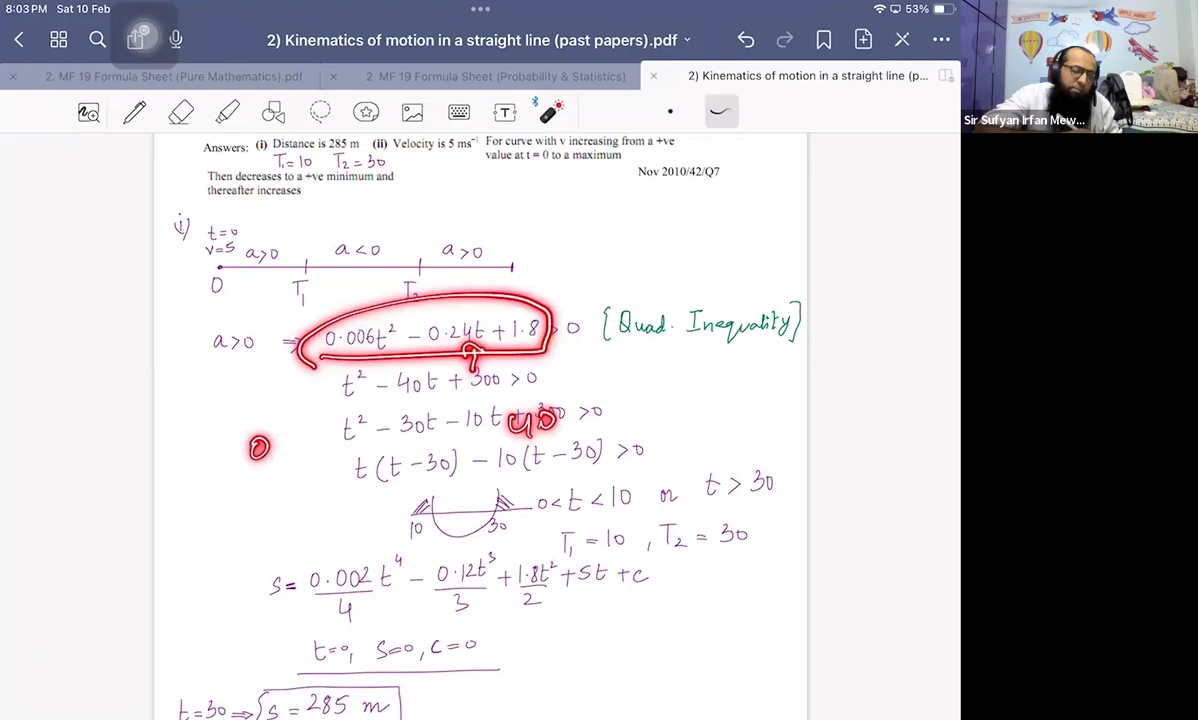 8:03 PM Sat 10 Feb
53%
2) Kinematics of motion in a straight line (past papers).pdf
2. MF 19 Formula Sheet (Pure Mathematics).pdf
2. MF 19 Formula Sheet (Probability & Statistics)
2) Kinematics of motion in a straight line (p...
Sir Sufyan Irfan Mew...
Answers: (i) Distance is 285 m (ii) Velocity is 5 ms⁻¹ For curve with v increasing from a +ve
T₁=10 T₂=30
value at t = 0 to a maximum
Then decreases to a +ve minimum and
thereafter increases
Nov 2010/42/Q7
i)
t=0
v=5 a>0 a<0 a>0
O T₁ T₂
a>0 ⇒ 0.006t² - 0.24t + 1.8 > 0 [Quad. Inequality]
t² - 40t + 300 > 0
t² - 30t - 10t + 300 > 0
40
0
t(t-30) - 10(t-30) > 0
0<t<10 or t > 30
10 30
T₁ = 10, T₂ = 30
s = 0.002t⁴/4 - 0.12t³/3 + 1.8t²/2 + 5t + c
t=0, s=0, c=0
t=30 ⇒ s = 285 m